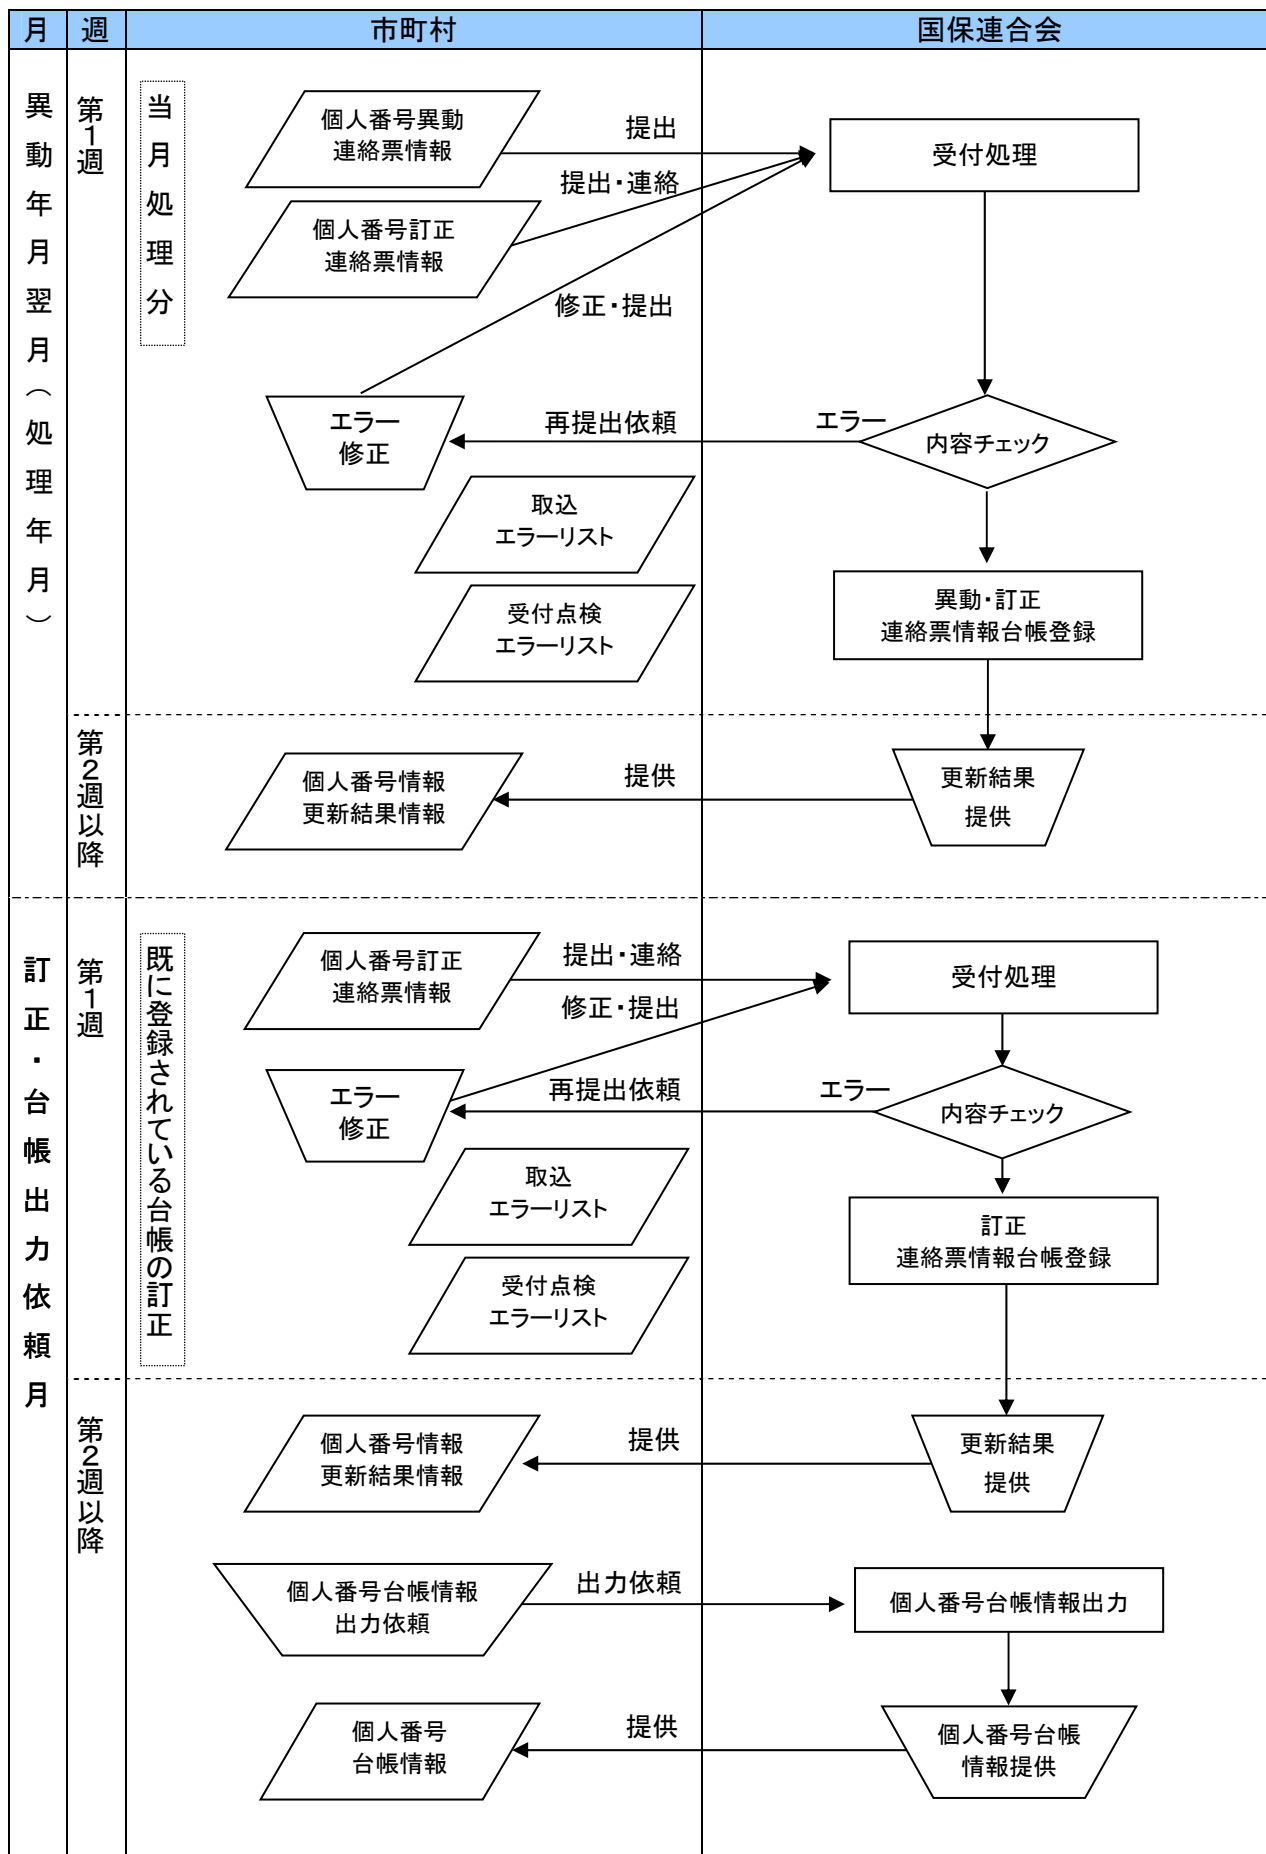 月 週 市町村 国保連合会
異動年月翌月（処理年月）
第1週
当月処理分
個人番号異動
連絡票情報
提出
受付処理
提出・連絡
個人番号訂正
連絡票情報
修正・提出
エラー
修正
再提出依頼
エラー
内容チェック
取込
エラーリスト
異動・訂正
連絡票情報台帳登録
受付点検
エラーリスト
第2週以降
個人番号情報
更新結果情報
提供
更新結果
提供
訂正・台帳出力依頼月
第1週
既に登録されている台帳の訂正
個人番号訂正
連絡票情報
提出・連絡
受付処理
修正・提出
エラー
修正
再提出依頼
エラー
内容チェック
取込
エラーリスト
訂正
連絡票情報台帳登録
受付点検
エラーリスト
第2週以降
個人番号情報
更新結果情報
提供
更新結果
提供
個人番号台帳情報
出力依頼
出力依頼
個人番号台帳情報出力
個人番号
台帳情報
提供
個人番号台帳
情報提供